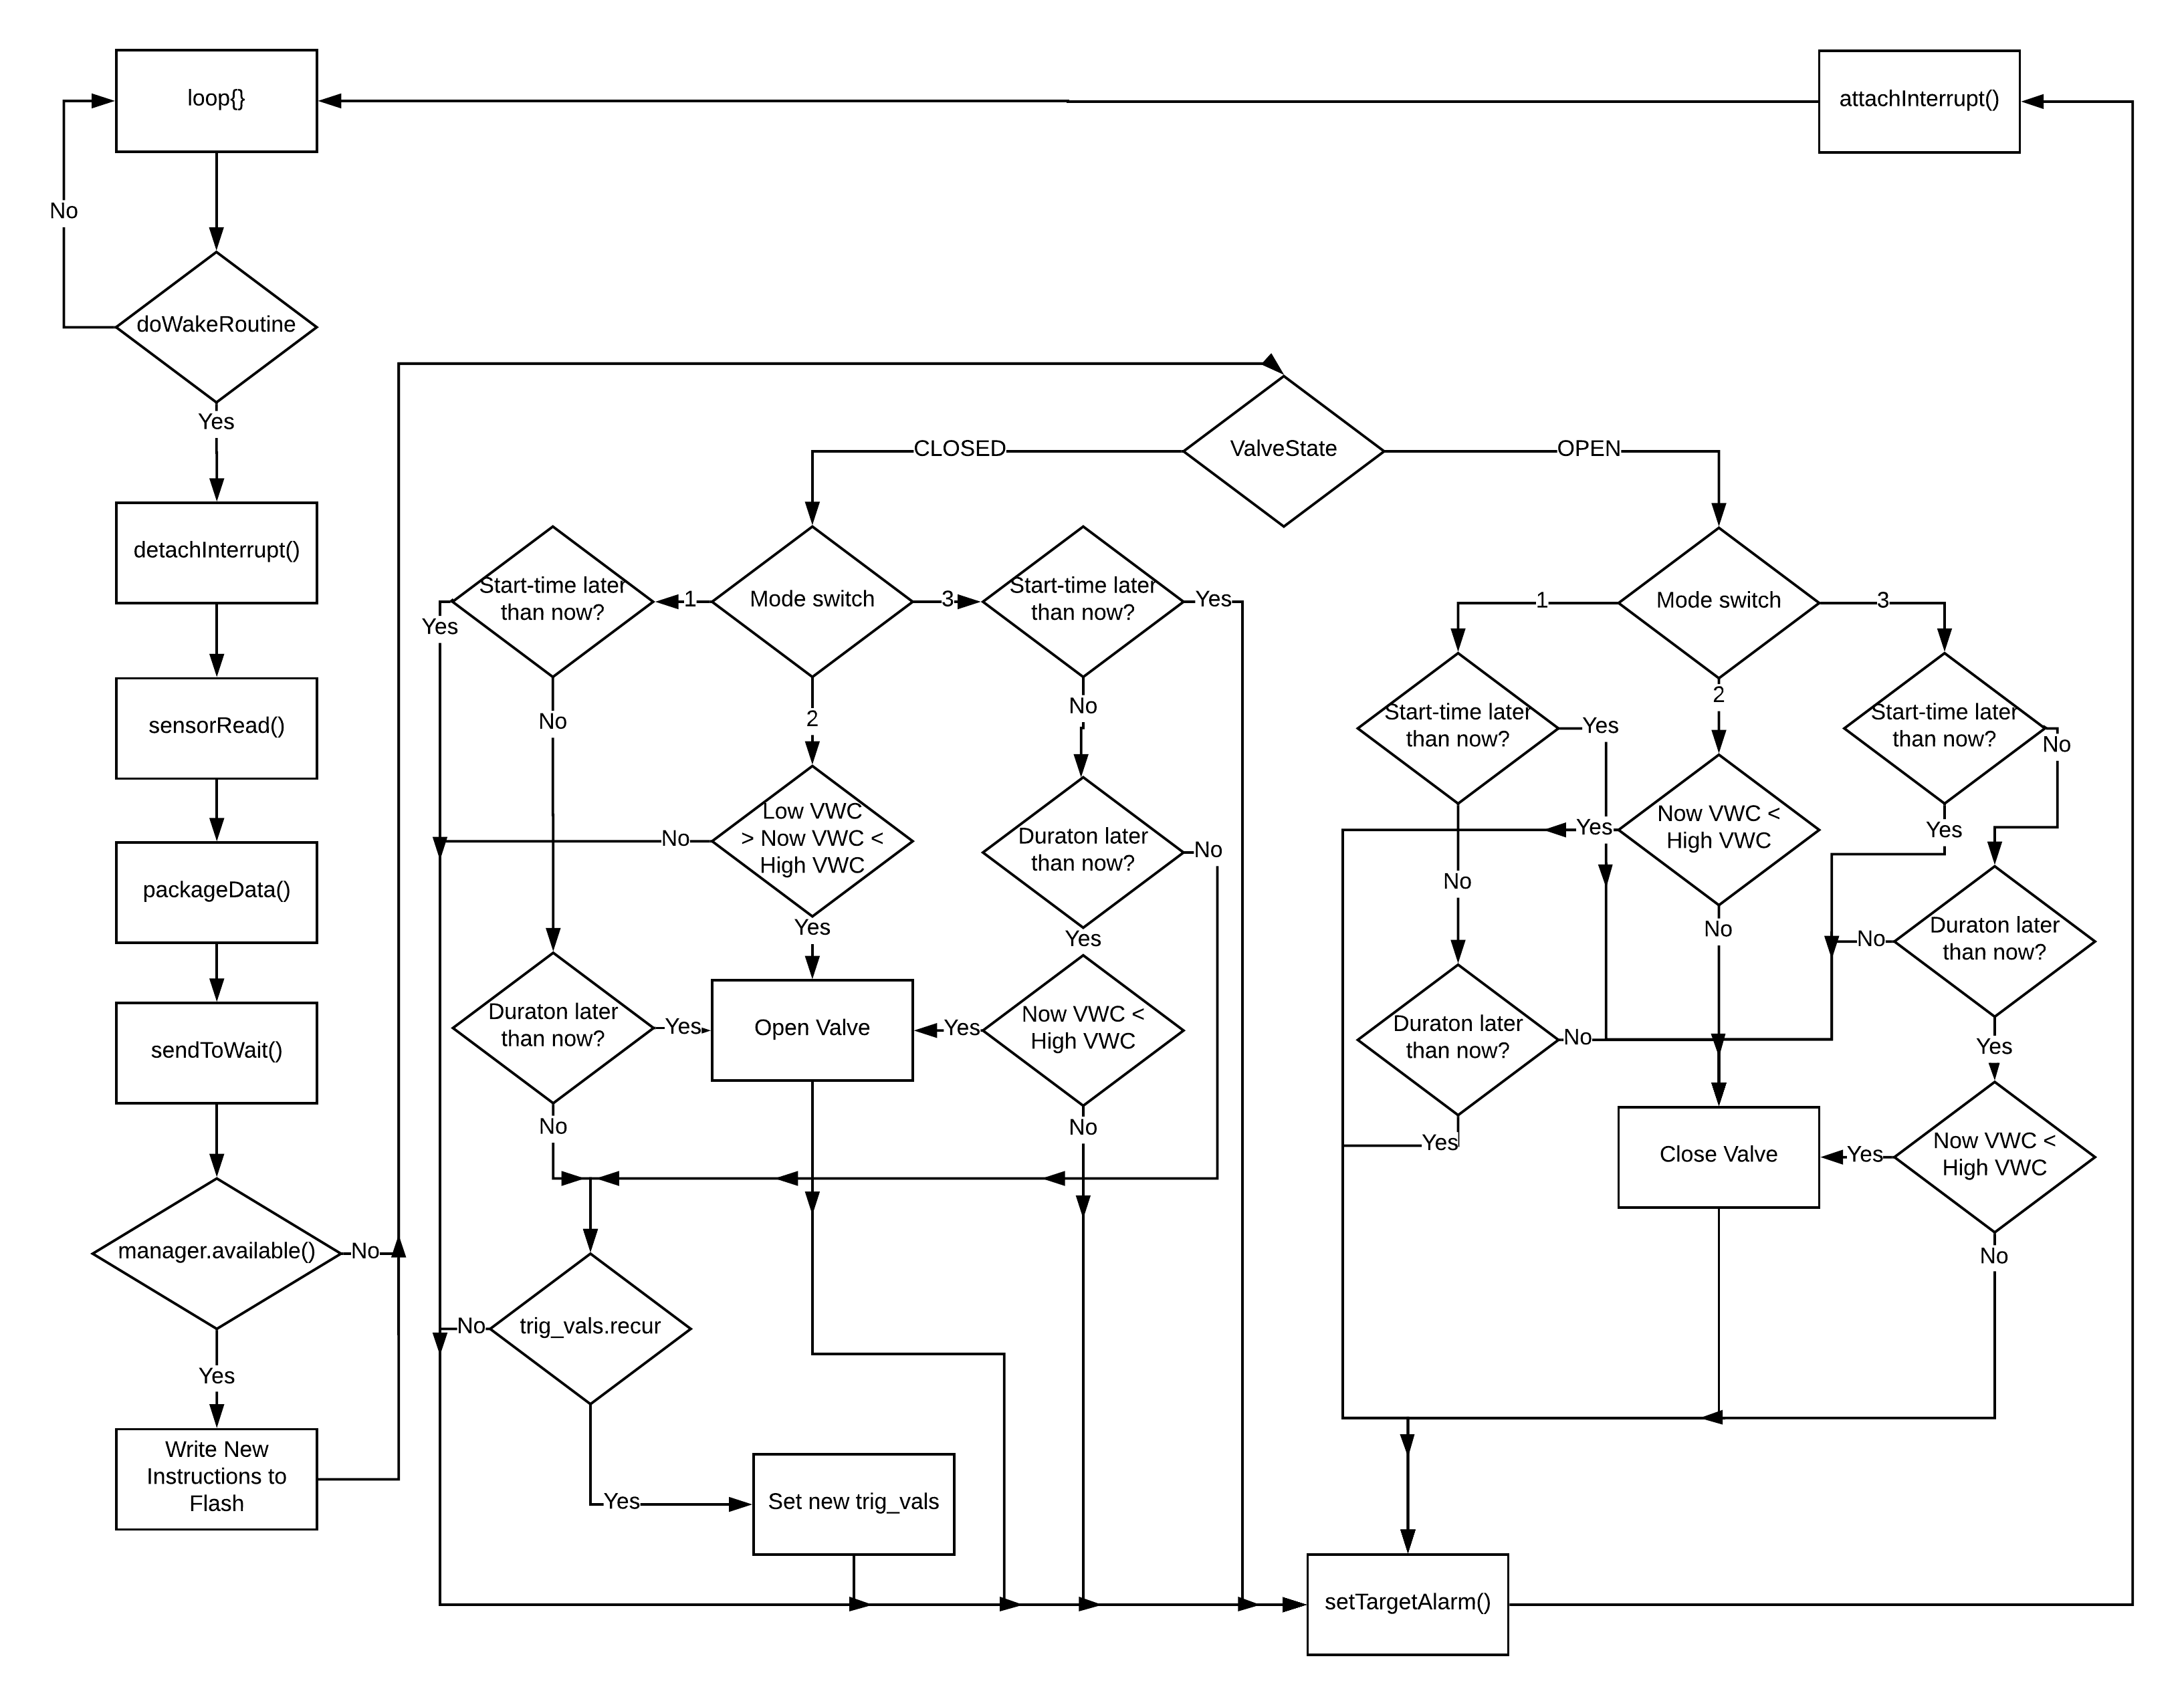 loop{}
attachInterrupt()
No
doWakeRoutine
Yes
CLOSED
ValveState
OPEN
detachInterrupt()
Start-time later
than now?
1
Mode switch
3
Start-time later
than now?
Yes
1
Mode switch
3
Yes
2
No
No
2
sensorRead()
Start-time later
than now?
Yes
Start-time later
than now?
No
Low VWC
> Now VWC <
High VWC
No
Duraton later
than now?
No
Yes
Now VWC <
High VWC
Yes
packageData()
No
Yes
Yes
No
No
Duraton later
than now?
sendToWait()
Duraton later
than now?
Yes
Open Valve
Yes
Now VWC <
High VWC
Duraton later
than now?
No
Yes
No
No
Yes
Close Valve
Yes
Now VWC <
High VWC
manager.available()
No
No
trig_vals.recur
No
Yes
Write New
Instructions to
Flash
Yes
Set new trig_vals
setTargetAlarm()